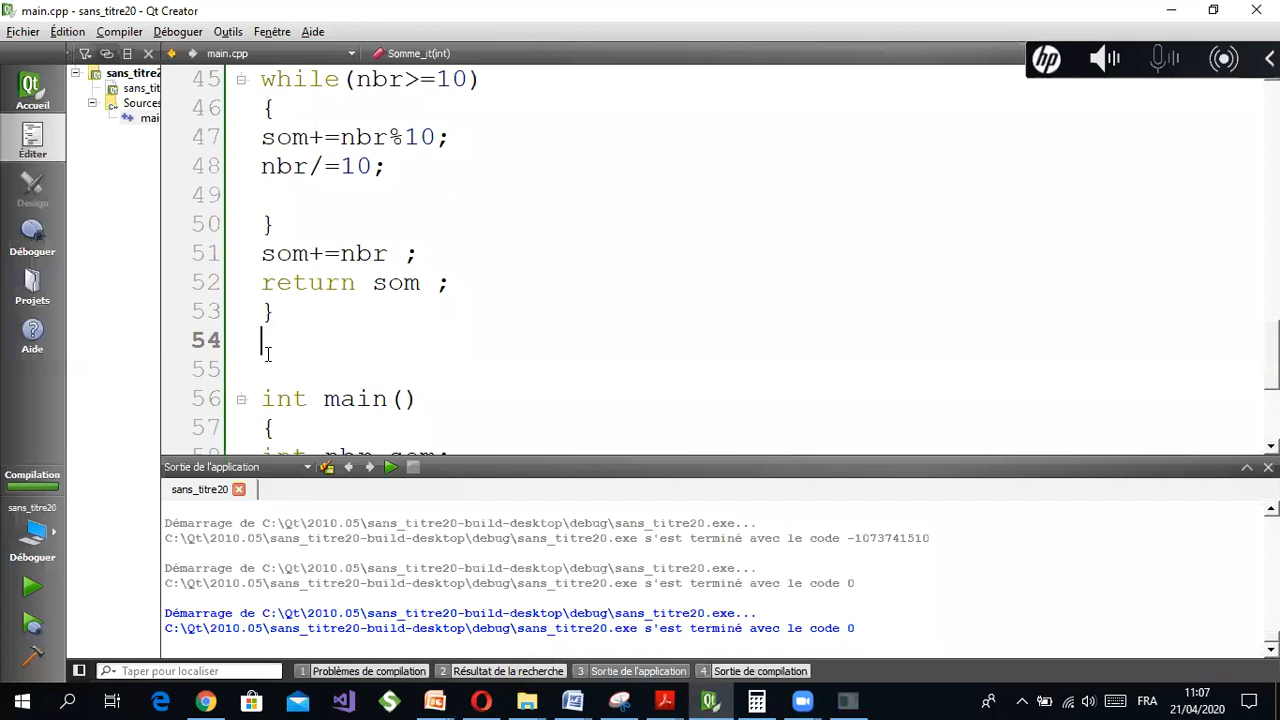 main.cpp - sans_titre20 - Qt Creator
Fichier Édition Compiler Déboguer Outils Fenêtre Aide
main.cpp Somme_it(int)
hp
Qt
Accueil
Éditer
Design
Déboguer
Projets
Aide
Compilation
sans_titre20
Déboguer
sans_titre2
sans_tit
Sources
mai
45 while(nbr>=10)
46 {
47 som+=nbr%10;
48 nbr/=10;
49
50 }
51 som+=nbr ;
52 return som ;
53 }
54
55
56 int main()
57 {
58 int nbr,som;
Sortie de l'application
sans_titre20
Démarrage de C:\Qt\2010.05\sans_titre20-build-desktop\debug\sans_titre20.exe...
C:\Qt\2010.05\sans_titre20-build-desktop\debug\sans_titre20.exe s'est terminé avec le code -1073741510
Démarrage de C:\Qt\2010.05\sans_titre20-build-desktop\debug\sans_titre20.exe...
C:\Qt\2010.05\sans_titre20-build-desktop\debug\sans_titre20.exe s'est terminé avec le code 0
Démarrage de C:\Qt\2010.05\sans_titre20-build-desktop\debug\sans_titre20.exe...
C:\Qt\2010.05\sans_titre20-build-desktop\debug\sans_titre20.exe s'est terminé avec le code 0
Taper pour localiser 1 Problèmes de compilation 2 Résultat de la recherche 3 Sortie de l'application 4 Sortie de compilation
FRA
11:07
21/04/2020